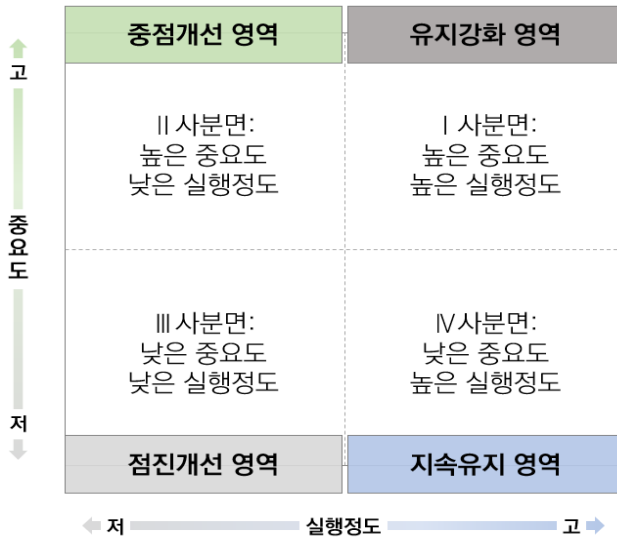 중점개선 영역
유지강화 영역
고
Ⅱ 사분면:
높은 중요도
낮은 실행정도
Ⅰ 사분면:
높은 중요도
높은 실행정도
중요도
Ⅲ 사분면:
낮은 중요도
낮은 실행정도
Ⅳ 사분면:
낮은 중요도
높은 실행정도
저
점진개선 영역
지속유지 영역
저 실행정도 고